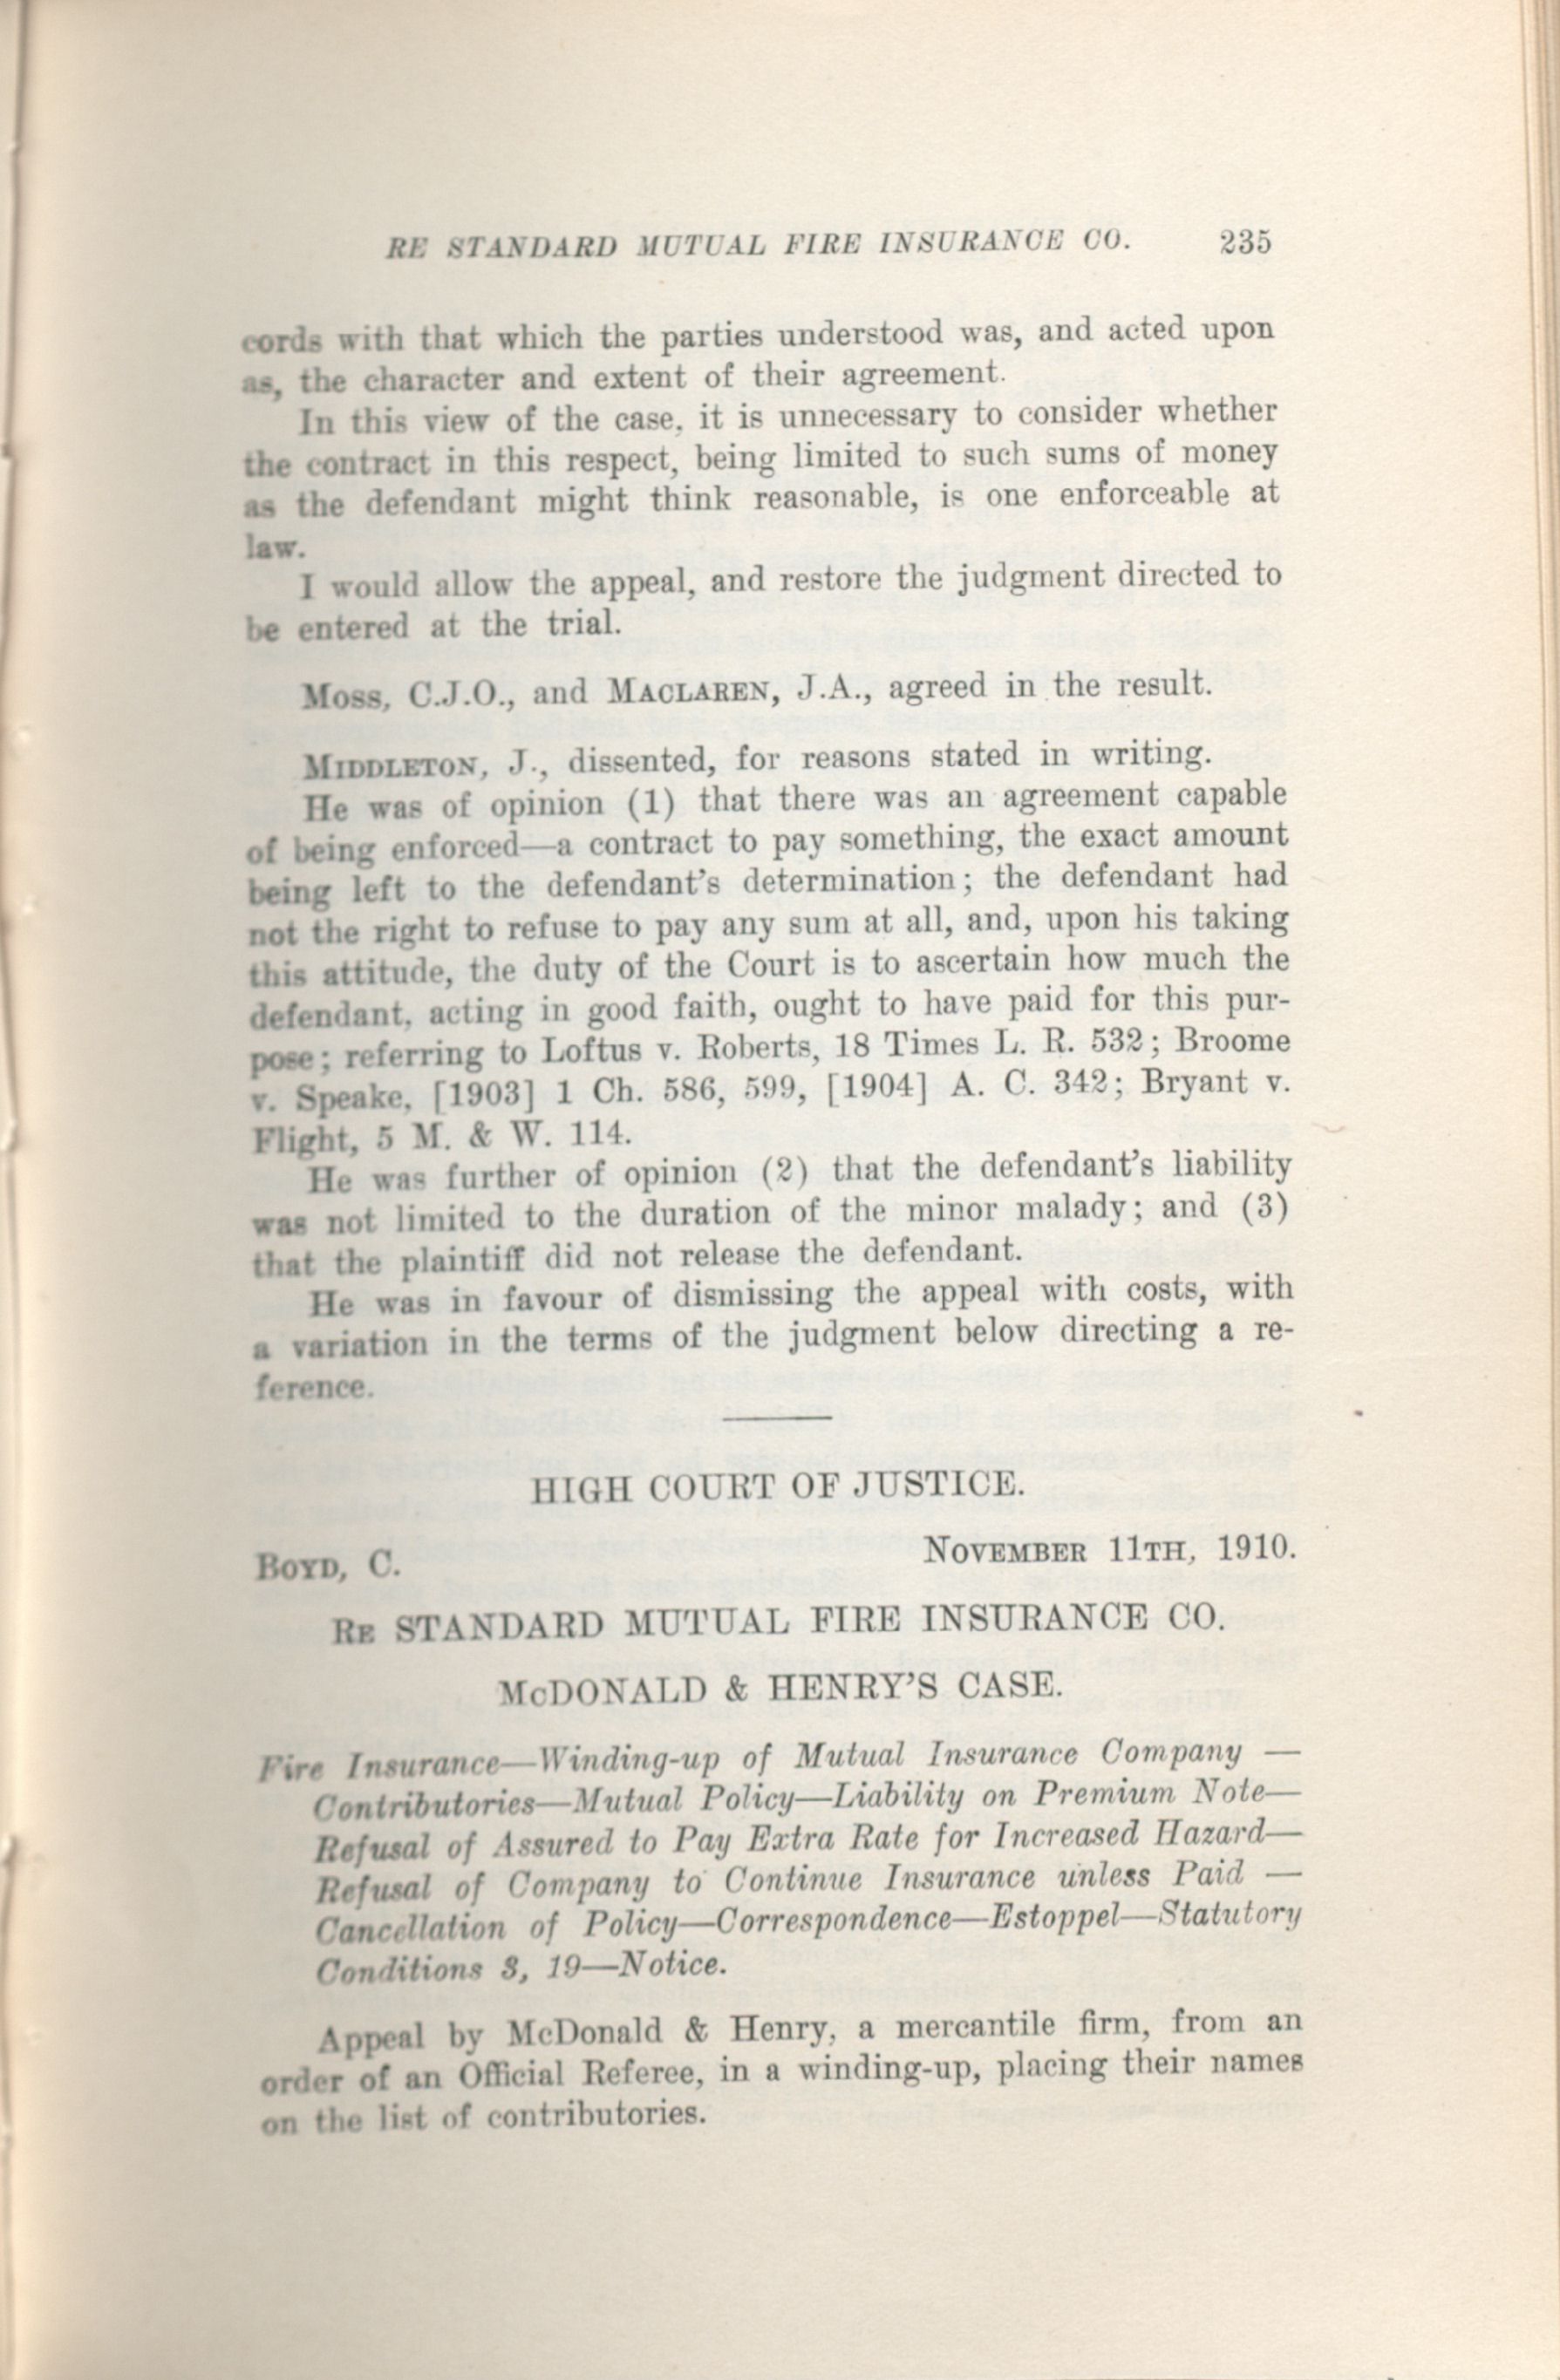 RE STANDARD MUTUAL FIRE INSURANCE CO. 235
cords with that which the parties understood was, and acted upon
as, the character and extent of their agreement.
In this view of the case, it is unnecessary to consider whether
the contract in this respect, being limited to such sums of money
as the defendant might think reasonable, is one enforceable at
law.
I would allow the appeal, and restore the judgment directed to
be entered at the trial.
MOSS, C.J.O., and MACLAREN, J.A., agreed in the result.
MIDDLETON, J., dissented, for reasons stated in writing.
He was of opinion (1) that there was an agreement capable
of being enforced—a contract to pay something, the exact amount
being left to the defendant's determination; the defendant had
not the right to refuse to pay any sum at all, and, upon his taking
this attitude, the duty of the Court is to ascertain how much the
defendant, acting in good faith, ought to have paid for this pur-
pose; referring to Loftus v. Roberts, 18 Times L. R. 532; Broome
v. Speake, [1903] 1 Ch. 586, 599, [1904] A. C. 342; Bryant v.
Flight, 5 M. & W. 114.
He was further of opinion (2) that the defendant's liability
was not limited to the duration of the minor malady; and (3)
that the plaintiff did not release the defendant.
He was in favour of dismissing the appeal with costs, with
a variation in the terms of the judgment below directing a re-
ference.
HIGH COURT OF JUSTICE.
BOYD, C. NOVEMBER 11TH, 1910.
RE STANDARD MUTUAL FIRE INSURANCE CO.
McDONALD & HENRY'S CASE.
Fire Insurance—Winding-up of Mutual Insurance Company —
Contributories—Mutual Policy—Liability on Premium Note—
Refusal of Assured to Pay Extra Rate for Increased Hazard—
Refusal of Company to Continue Insurance unless Paid —
Cancellation of Policy—Correspondence—Estoppel—Statutory
Conditions 3, 19—Notice.
Appeal by McDonald & Henry, a mercantile firm, from an
order of an Official Referee, in a winding-up, placing their names
on the list of contributories.